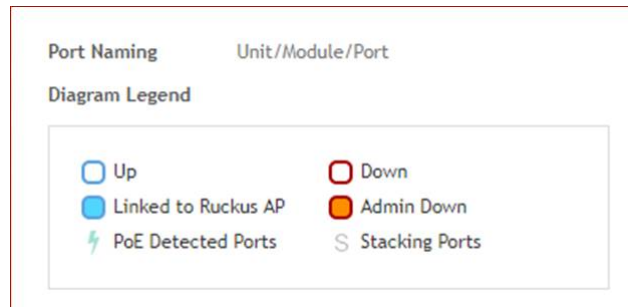 Port Naming Unit/Module/Port
Diagram Legend
Up Down
Linked to Ruckus AP Admin Down
PoE Detected Ports S Stacking Ports